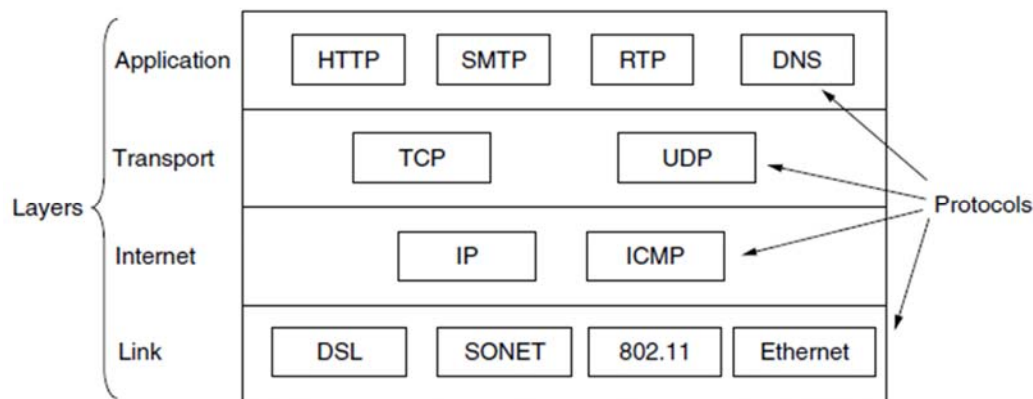 Application HTTP SMTP RTP DNS
Transport TCP UDP
Layers Protocols
Internet IP ICMP
Link DSL SONET 802.11 Ethernet